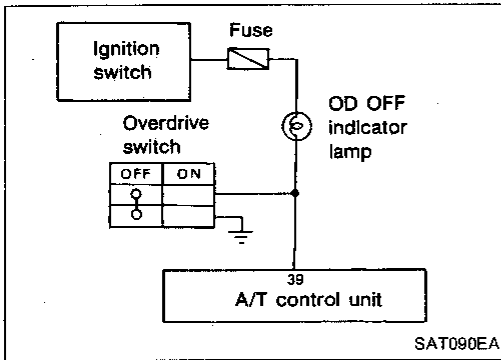 Ignition
switch
Fuse
OD OFF
indicator
lamp
Overdrive
switch
OFF ON
39
A/T control unit
SAT090EA